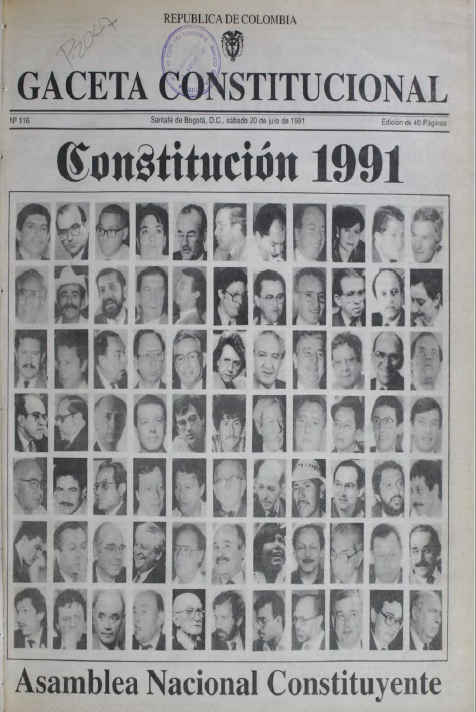 REPUBLICA DE COLOMBIA
P-2047
GACETA CONSTITUCIONAL
Nº 116
Santafé de Bogotá, D.C., sábado 20 de julio de 1991
Edición de 40 Páginas
Constitución 1991
Asamblea Nacional Constituyente